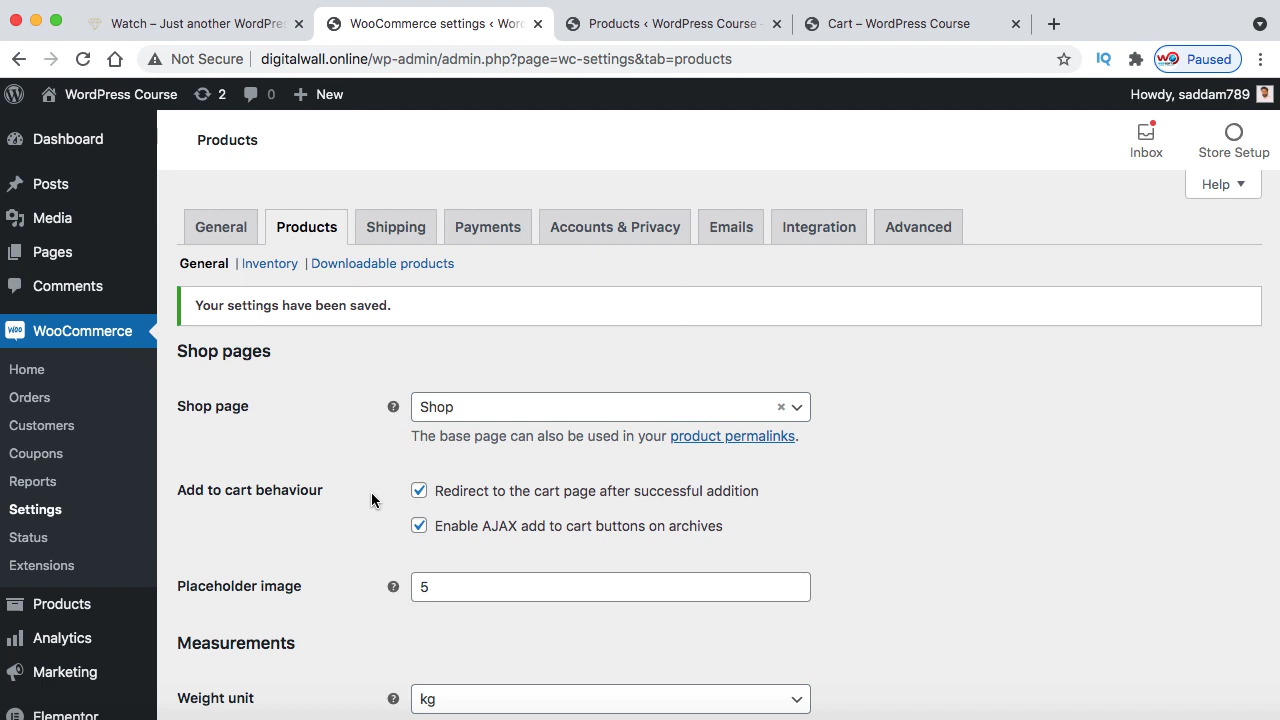 Watch – Just another WordPre
WooCommerce settings ‹ Word
Products ‹ WordPress Course -
Cart – WordPress Course
Not Secure
digitalwall.online/wp-admin/admin.php?page=wc-settings&tab=products
IQ
Paused
WordPress Course
2
0
New
Howdy, saddam789
Dashboard
Posts
Media
Pages
Comments
WooCommerce
Home
Orders
Customers
Coupons
Reports
Settings
Status
Extensions
Products
Analytics
Marketing
Elementor
Products
Inbox
Store Setup
Help
General
Products
Shipping
Payments
Accounts & Privacy
Emails
Integration
Advanced
General | Inventory | Downloadable products
Your settings have been saved.
Shop pages
Shop page
Shop
The base page can also be used in your product permalinks.
Add to cart behaviour
Redirect to the cart page after successful addition
Enable AJAX add to cart buttons on archives
Placeholder image
5
Measurements
Weight unit
kg